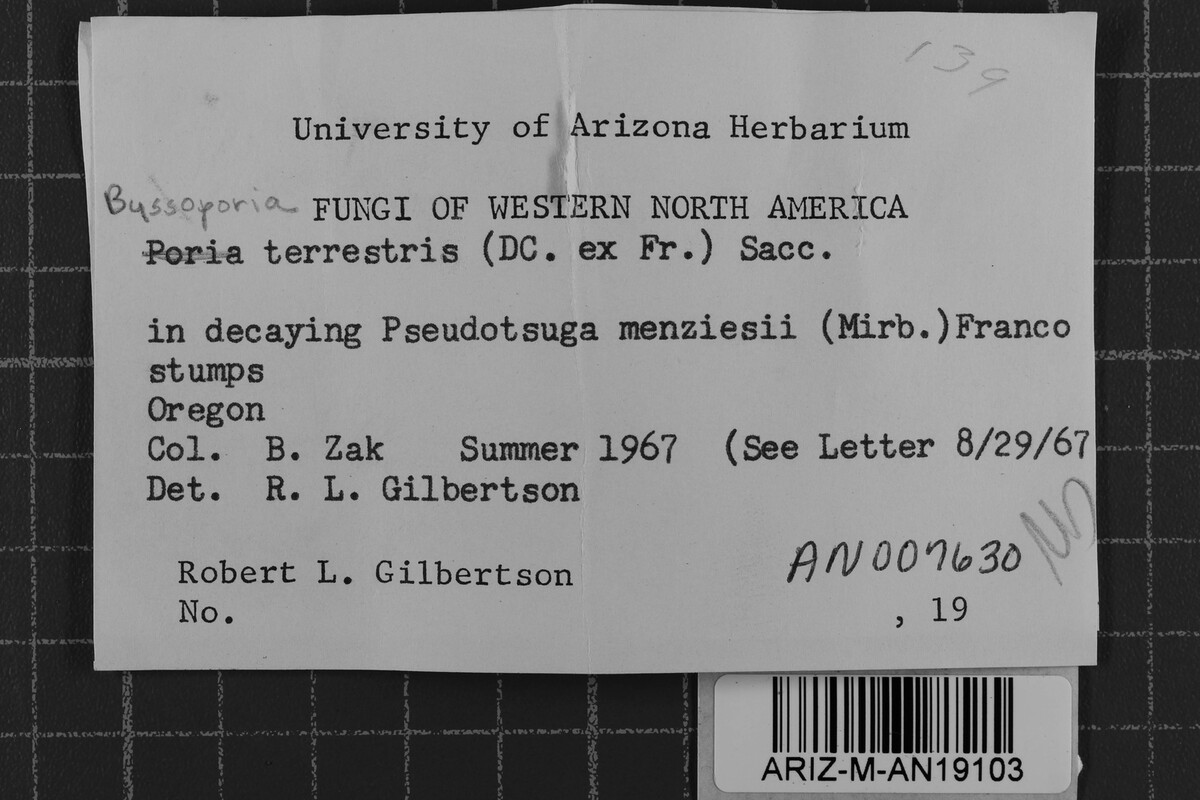 139
University of Arizona Herbarium
Byssoporia FUNGI OF WESTERN NORTH AMERICA
Poria terrestris (DC. ex Fr.) Sacc.
in decaying Pseudotsuga menziesii (Mirb.)Franco
stumps
Oregon
Col. B. Zak Summer 1967 (See Letter 8/29/67
Det. R. L. Gilbertson
AN007630
Robert L. Gilbertson
No. , 19
ARIZ-M-AN19103